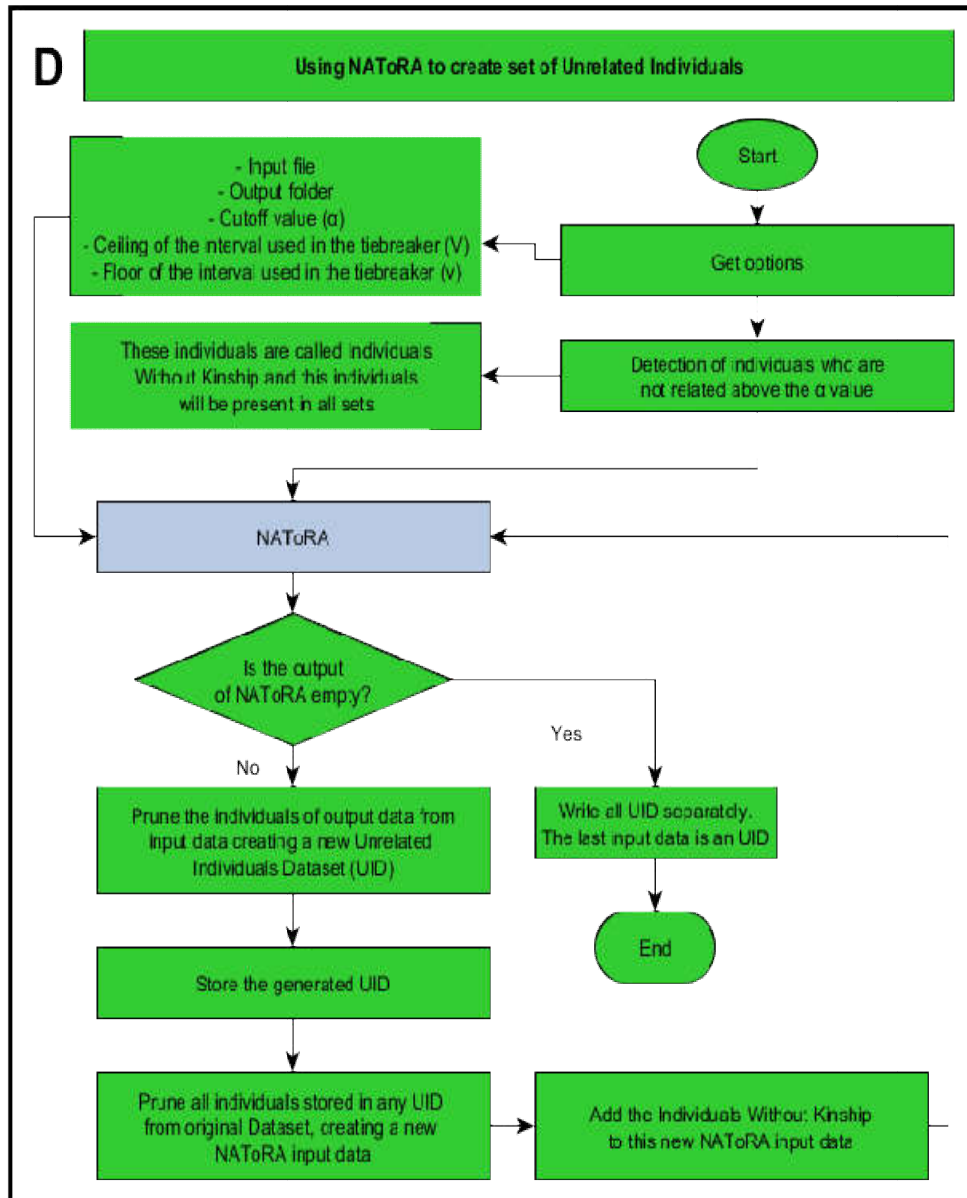 D
Using NAToRA to create set of Unrelated Individuals
Start
- Input file
- Output folder
- Cutoff value (α)
- Ceiling of the interval used in the tiebreaker (V)
- Floor of the interval used in the tiebreaker (v)
Get options
These individuals are called Individuals
Without Kinship and this individuals
will be present in all sets
Detection of individuals who are
not related above the α value
NAToRA
Is the output
of NAToRA empty?
Yes
No
Prune the individuals of output data from
input data creating a new Unrelated
Individuals Dataset (UID)
Write all UID separately.
The last input data is an UID
End
Store the generated UID
Prune all individuals stored in any UID
from original Dataset, creating a new
NAToRA input data
Add the Individuals Without Kinship
to this new NAToRA input data